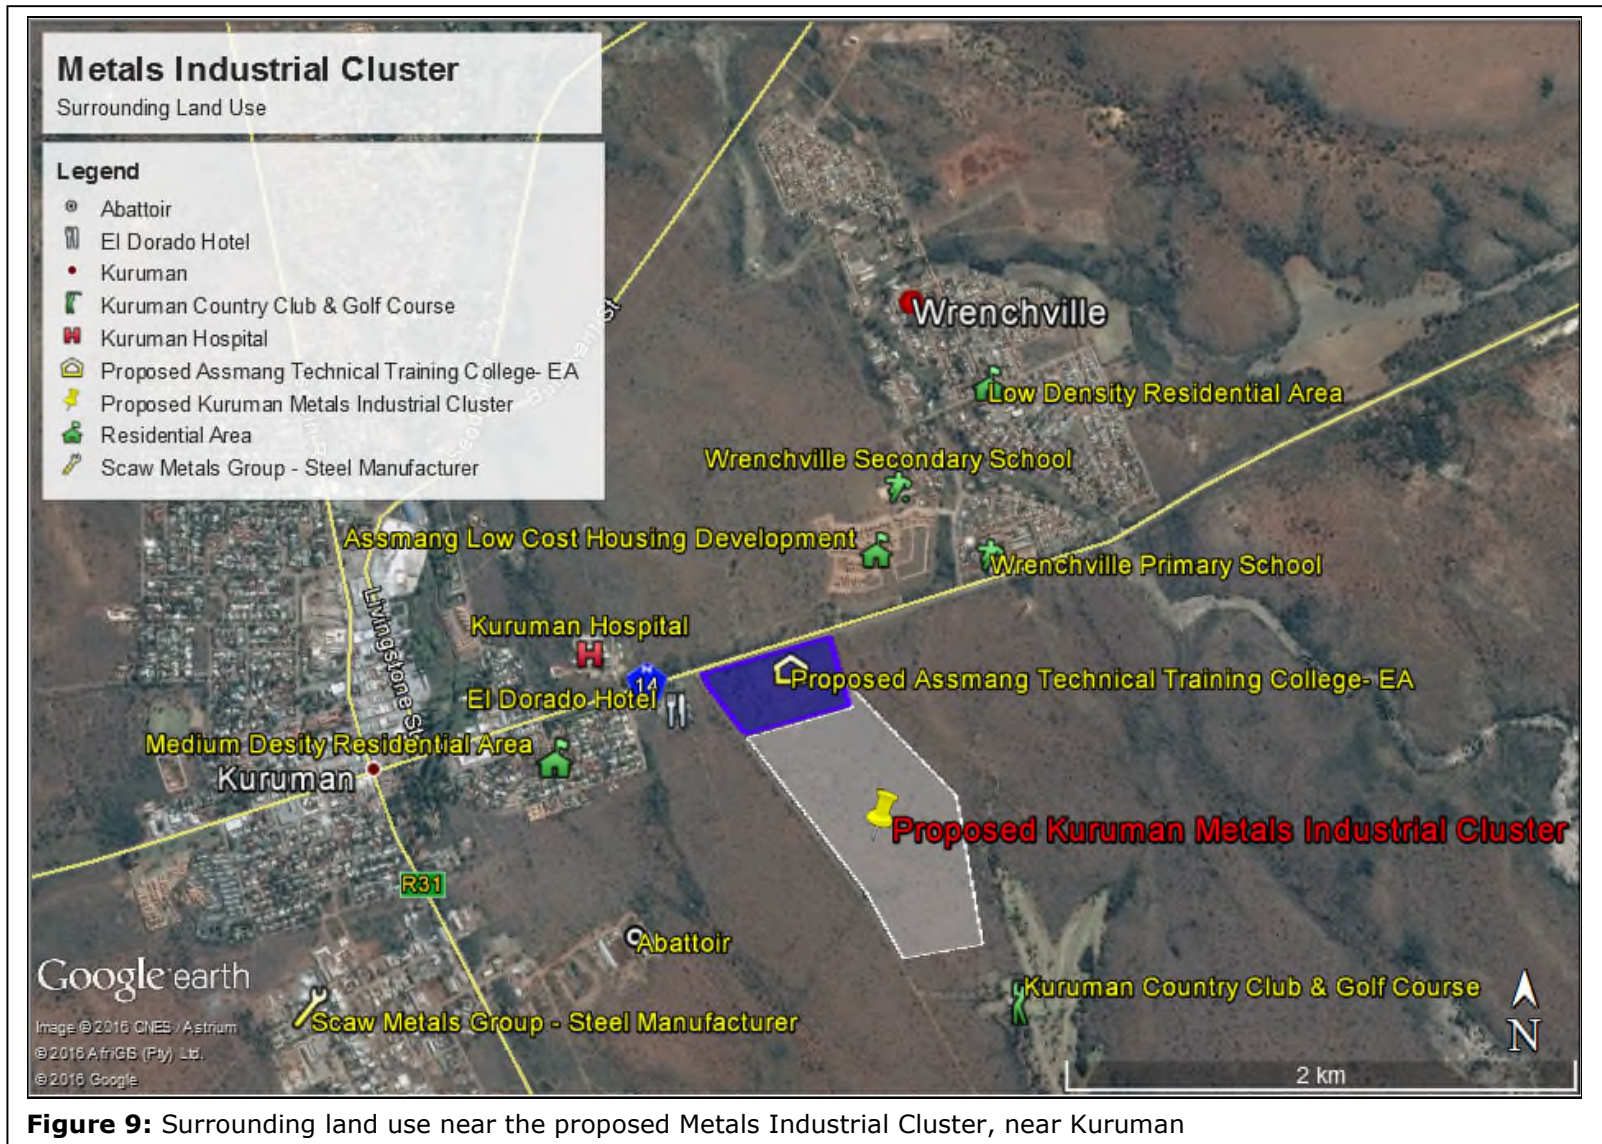 Metals Industrial Cluster
Surrounding Land Use
Legend
Abattoir
El Dorado Hotel
Kuruman
Kuruman Country Club & Golf Course
Kuruman Hospital
Proposed Assmang Technical Training College- EA
Proposed Kuruman Metals Industrial Cluster
Residential Area
Scaw Metals Group - Steel Manufacturer
Wrenchville
Low Density Residential Area
Wrenchville Secondary School
Assmang Low Cost Housing Development
Wrenchville Primary School
Livingstone St
Kuruman Hospital
N
14
Proposed Assmang Technical Training College- EA
El Dorado Hotel
Medium Desity Residential Area
Kuruman
Proposed Kuruman Metals Industrial Cluster
R31
Abattoir
Google earth
Kuruman Country Club & Golf Course
Scaw Metals Group - Steel Manufacturer
N
Image © 2016 CNES / Astrium
© 2016 AfriGIS (Pty) Ltd.
© 2016 Google
2 km
Figure 9: Surrounding land use near the proposed Metals Industrial Cluster, near Kuruman